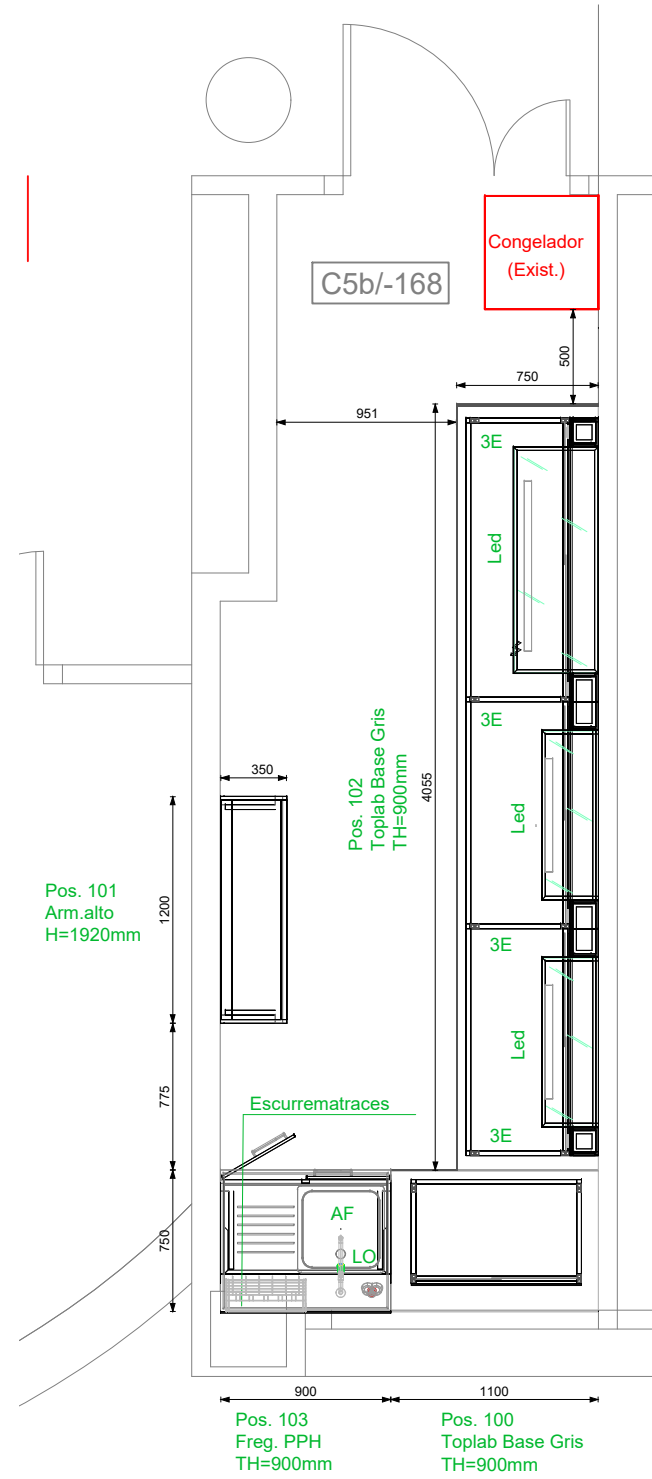 Congelador
(Exist.)
C5b/-168
500
750
951
3E
Led
3E
Pos. 102
Toplab Base Gris
TH=900mm
4055
350
Led
Pos. 101
Arm.alto
H=1920mm
1200
3E
Led
775
Escurrematraces
3E
750
AF
LO
900
1100
Pos. 103
Freg. PPH
TH=900mm
Pos. 100
Toplab Base Gris
TH=900mm